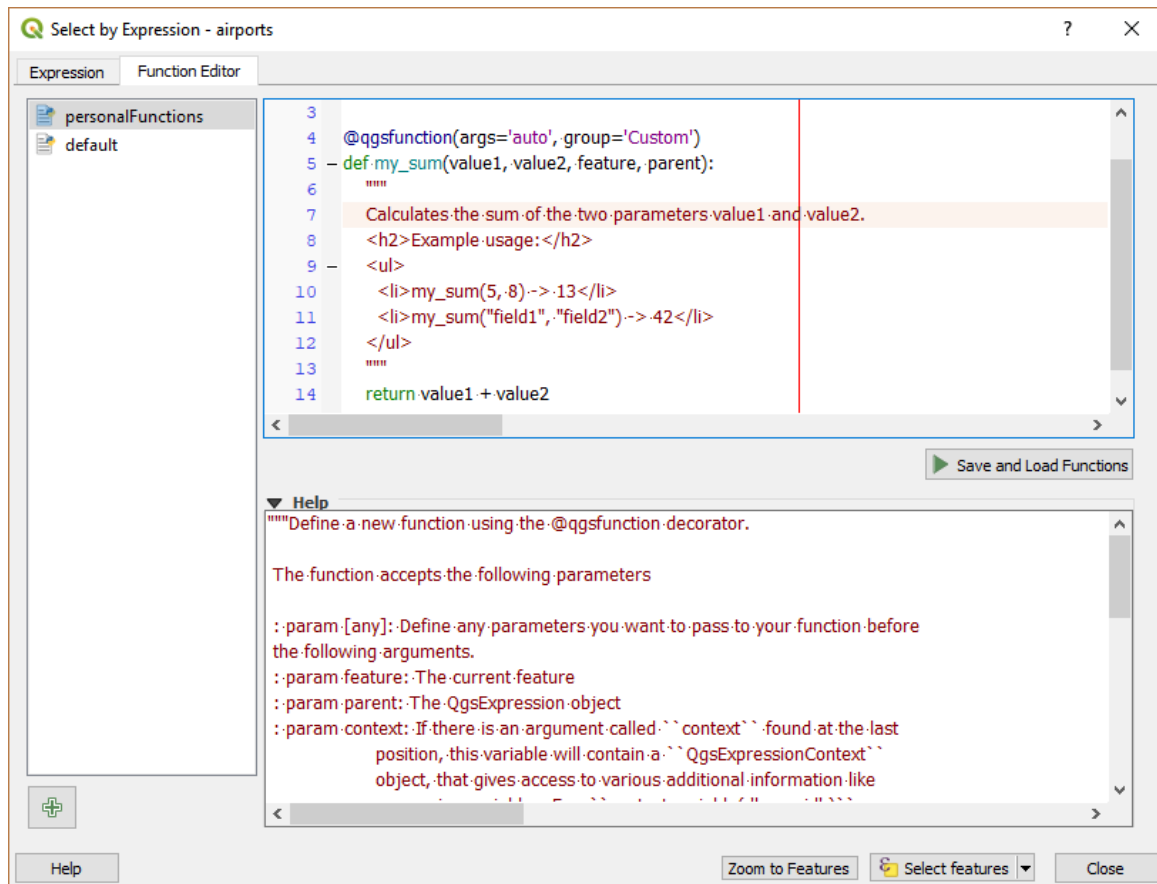 Select by Expression - airports
?
Expression
Function Editor
personalFunctions
default
3
4 @qgsfunction(args='auto', group='Custom')
5 def my_sum(value1, value2, feature, parent):
6 """
7 Calculates the sum of the two parameters value1 and value2.
8 <h2>Example usage:</h2>
9 <ul>
10 <li>my_sum(5, 8) -> 13</li>
11 <li>my_sum("field1", "field2") -> 42</li>
12 </ul>
13 """
14 return value1 + value2
Save and Load Functions
Help
"""Define a new function using the @qgsfunction decorator.
The function accepts the following parameters
: param [any]: Define any parameters you want to pass to your function before
the following arguments.
: param feature: The current feature
: param parent: The QgsExpression object
: param context: If there is an argument called ``context`` found at the last
position, this variable will contain a ``QgsExpressionContext``
object, that gives access to various additional information like
Help
Zoom to Features
Select features
Close